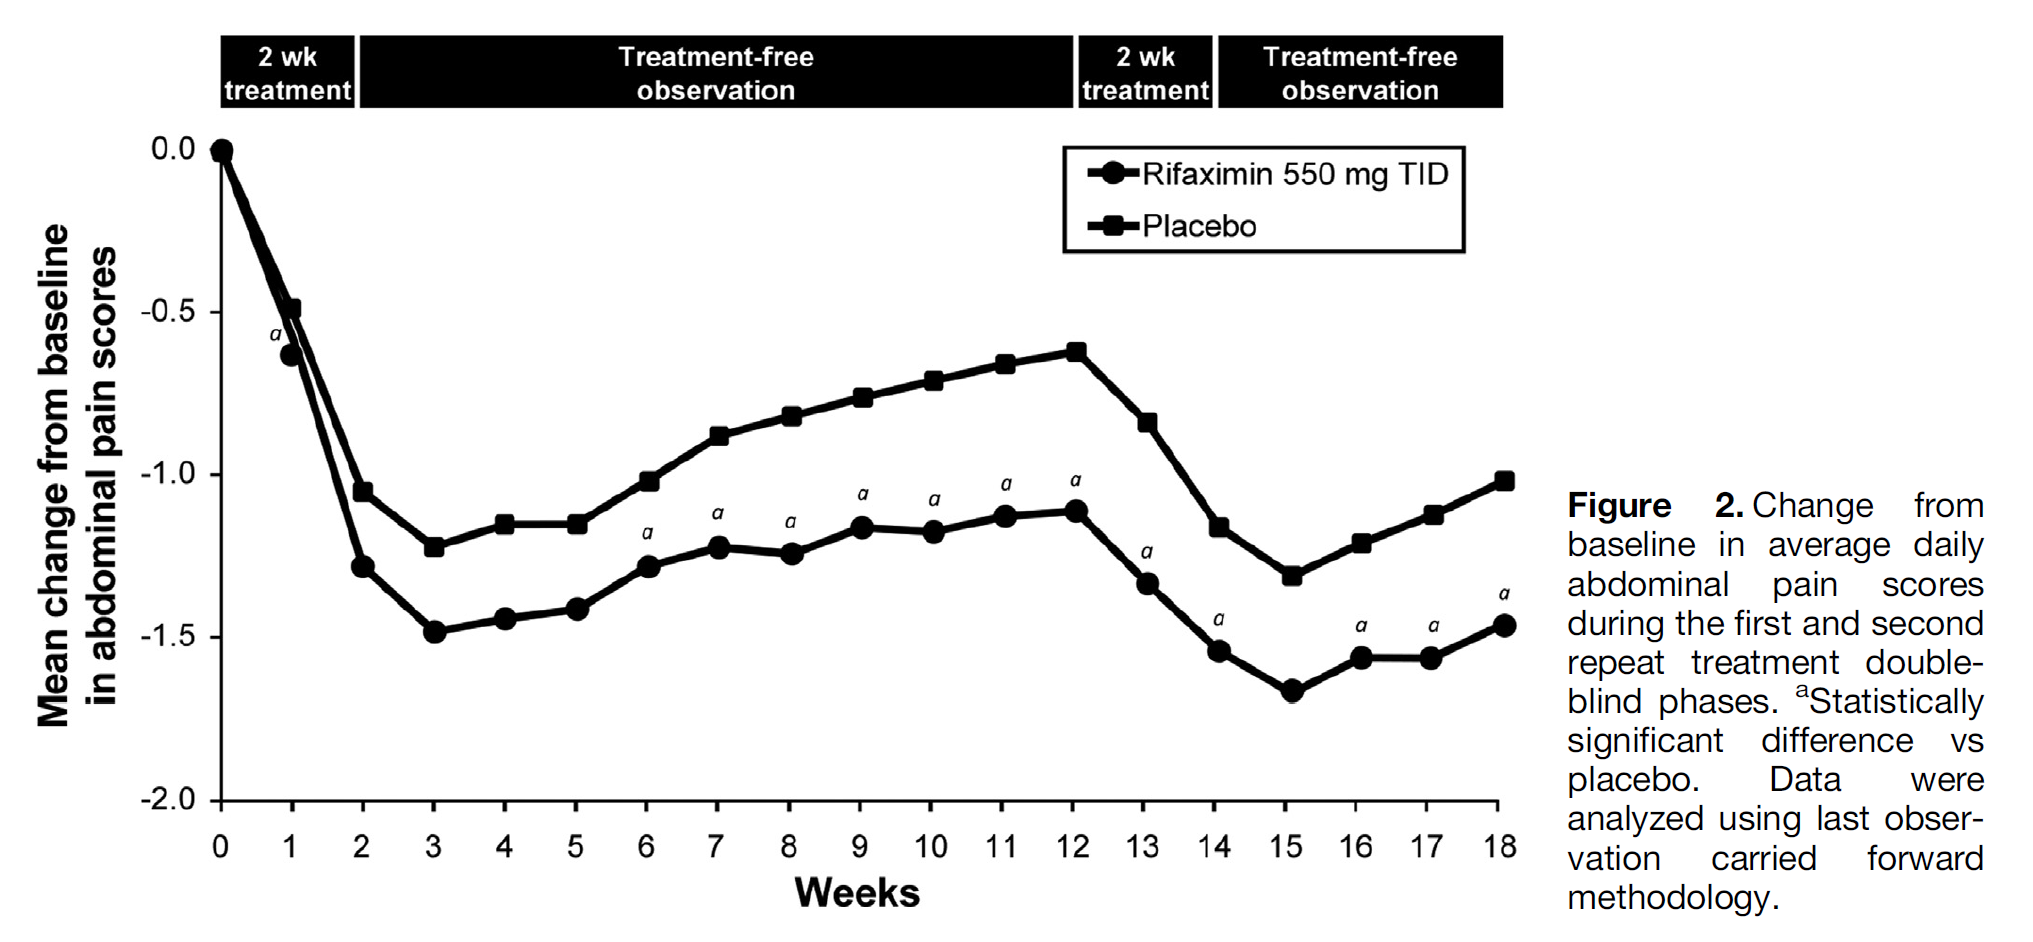 2 wk
treatment
Treatment-free
observation
2 wk
treatment
Treatment-free
observation
Rifaximin 550 mg TID
Placebo
Mean change from baseline
in abdominal pain scores
0.0
-0.5
-1.0
-1.5
-2.0
a
a
a
a
a
a
a
a
a
a
a
a
a
0 1 2 3 4 5 6 7 8 9 10 11 12 13 14 15 16 17 18
Weeks
Figure 2. Change from
baseline in average daily
abdominal pain scores
during the first and second
repeat treatment double-
blind phases. aStatistically
significant difference vs
placebo. Data were
analyzed using last obser-
vation carried forward
methodology.